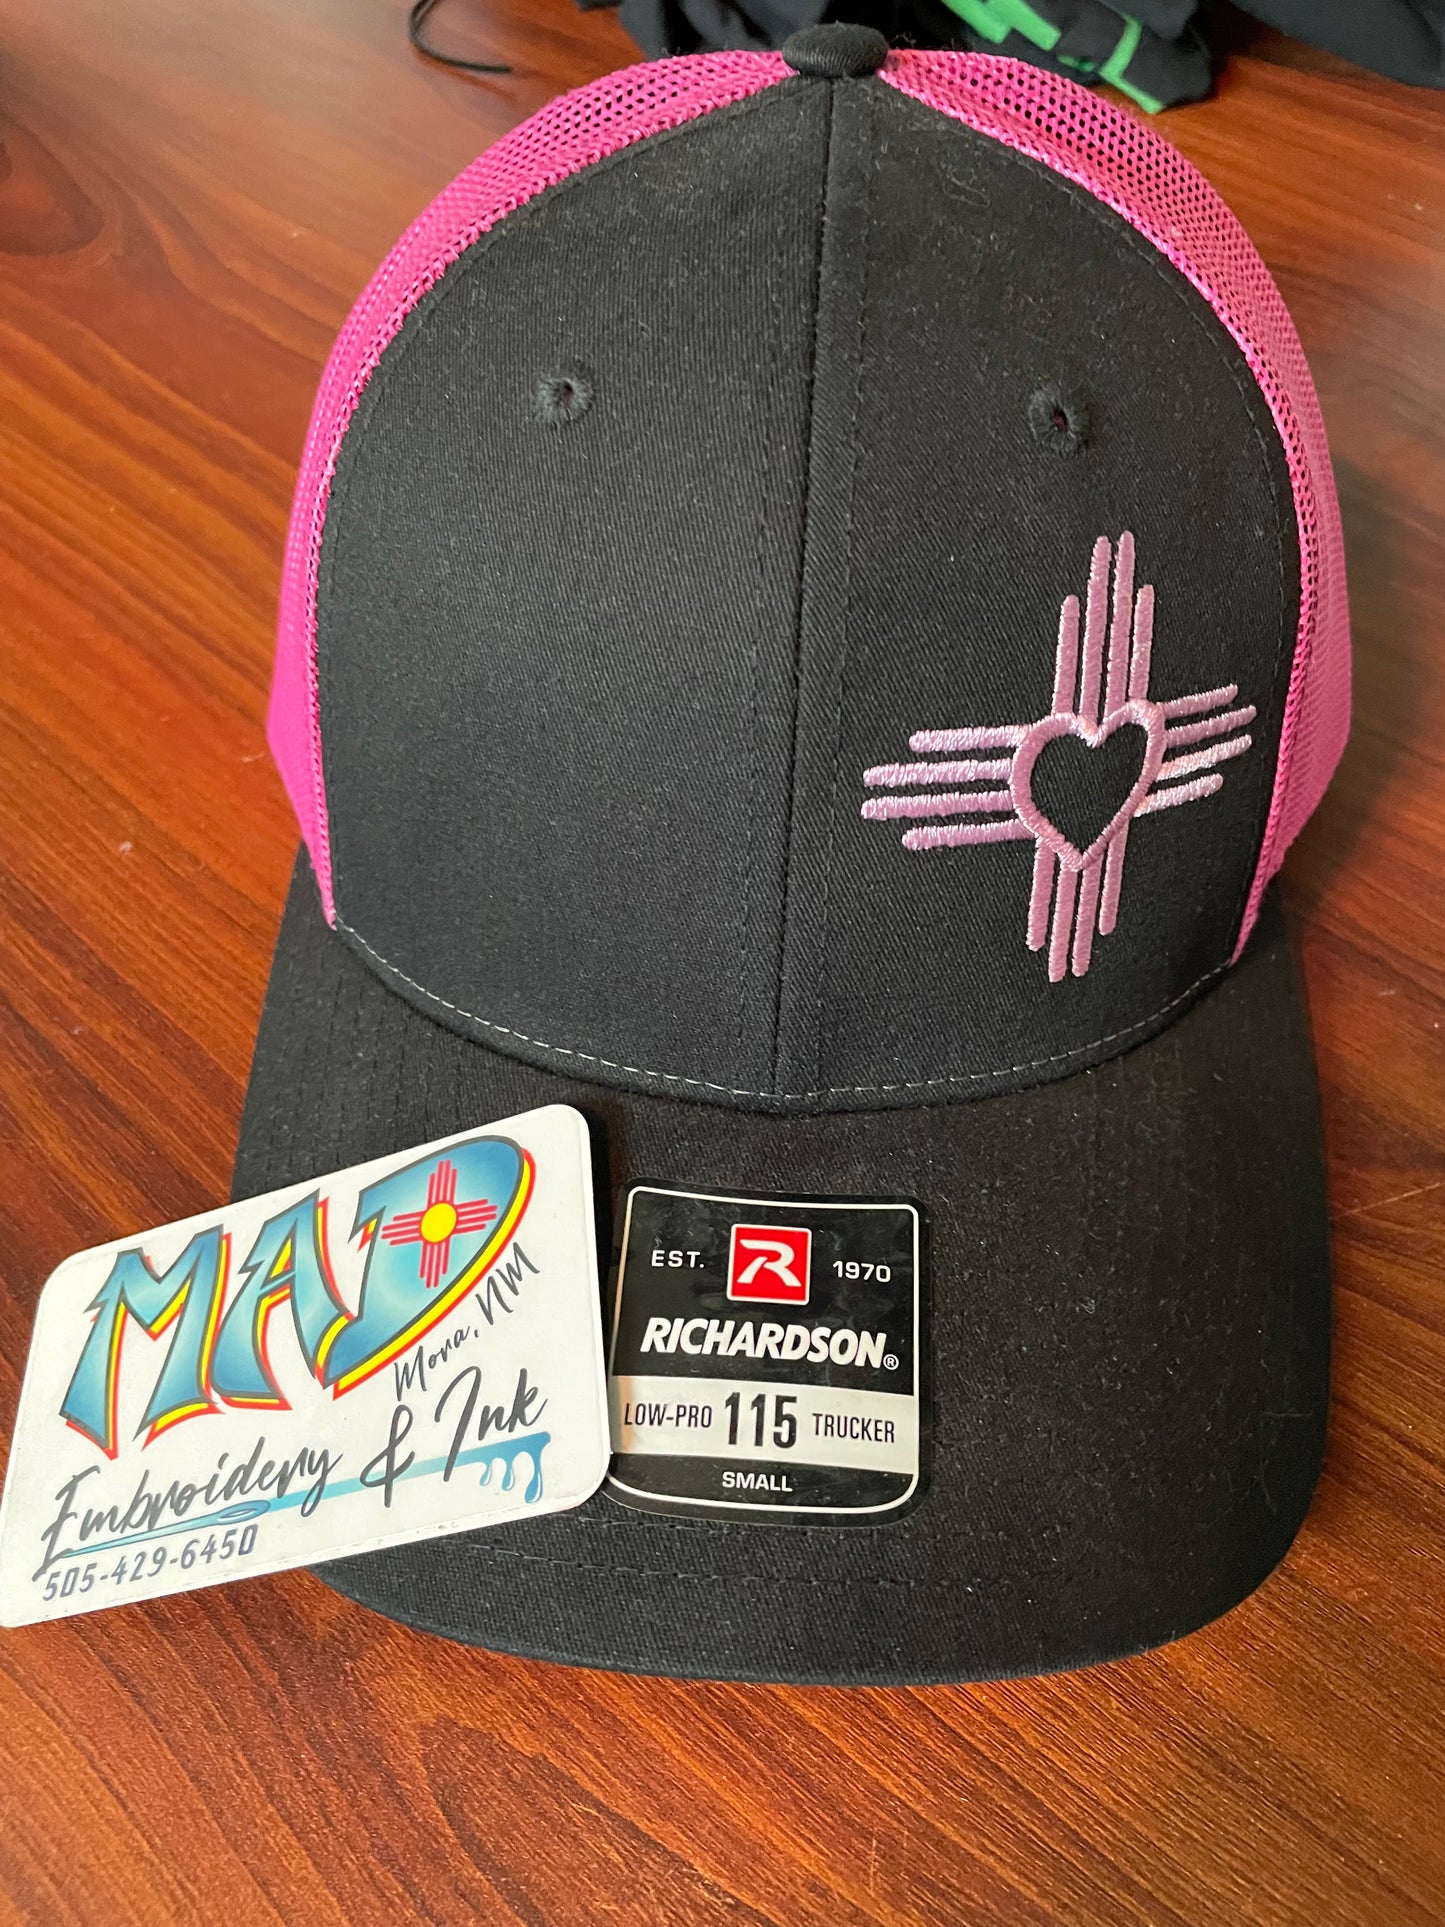 MAD
Mora, NM
Embroidery & Ink
505-429-6450
EST. R 1970
RICHARDSON®
LOW-PRO 115 TRUCKER
SMALL